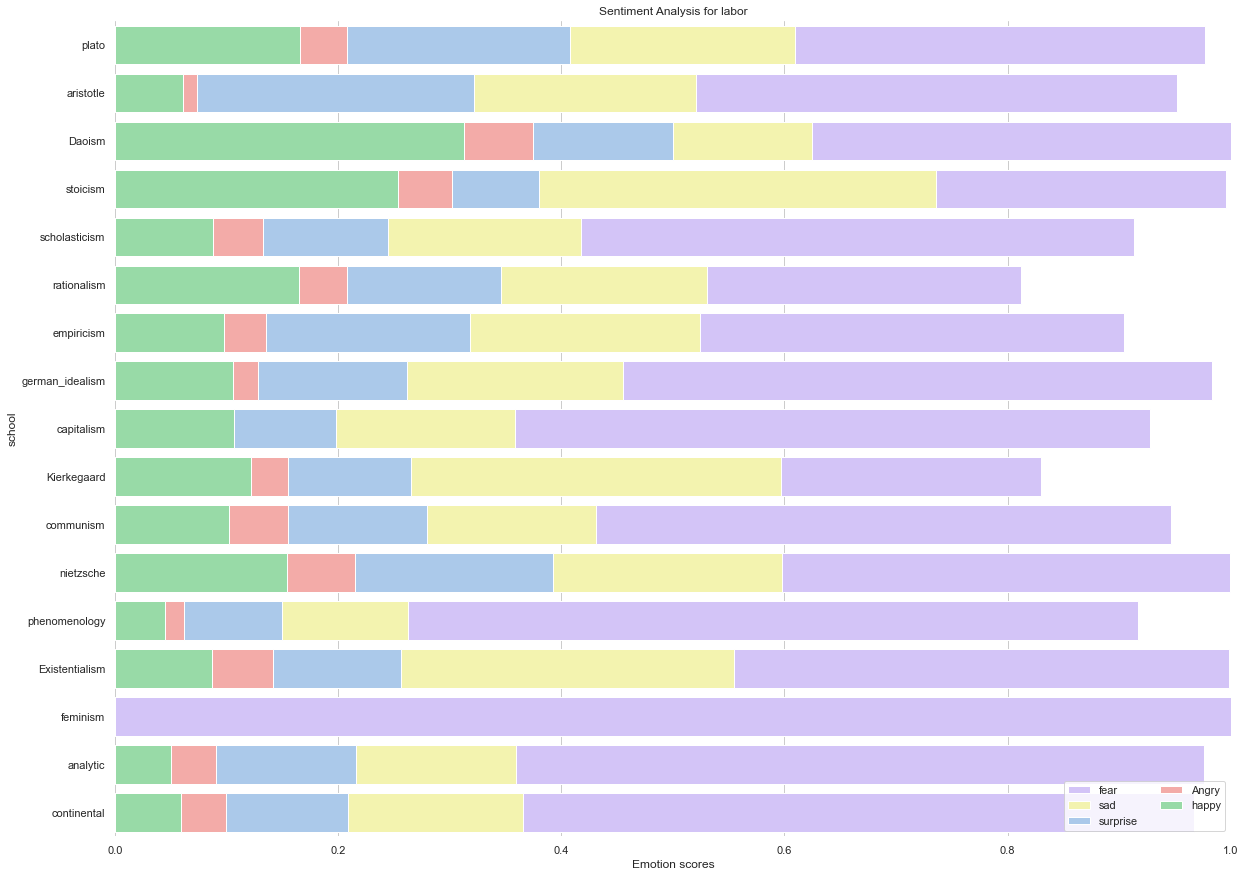 Sentiment Analysis for labor
school
plato
aristotle
Daoism
stoicism
scholasticism
rationalism
empiricism
german_idealism
capitalism
Kierkegaard
communism
nietzsche
phenomenology
Existentialism
feminism
analytic
continental
fear
sad
surprise
Angry
happy
0.0 0.2 0.4 0.6 0.8 1.0
Emotion scores